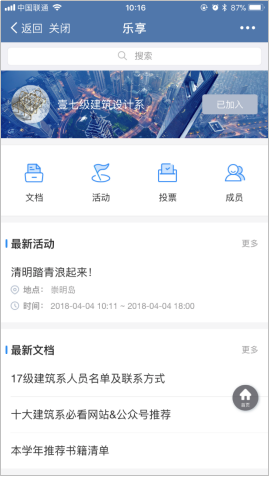 中国联通 10:16 87%
返回 关闭 乐享
搜索
壹七级建筑设计系 已加入
文档 活动 投票 成员
最新活动 更多
清明踏青浪起来！
地点： 崇明岛
时间： 2018-04-04 10:11 ~ 2018-04-04 18:00
最新文档 更多
17级建筑系人员名单及联系方式
首页
十大建筑系必看网站&公众号推荐
本学年推荐书籍清单